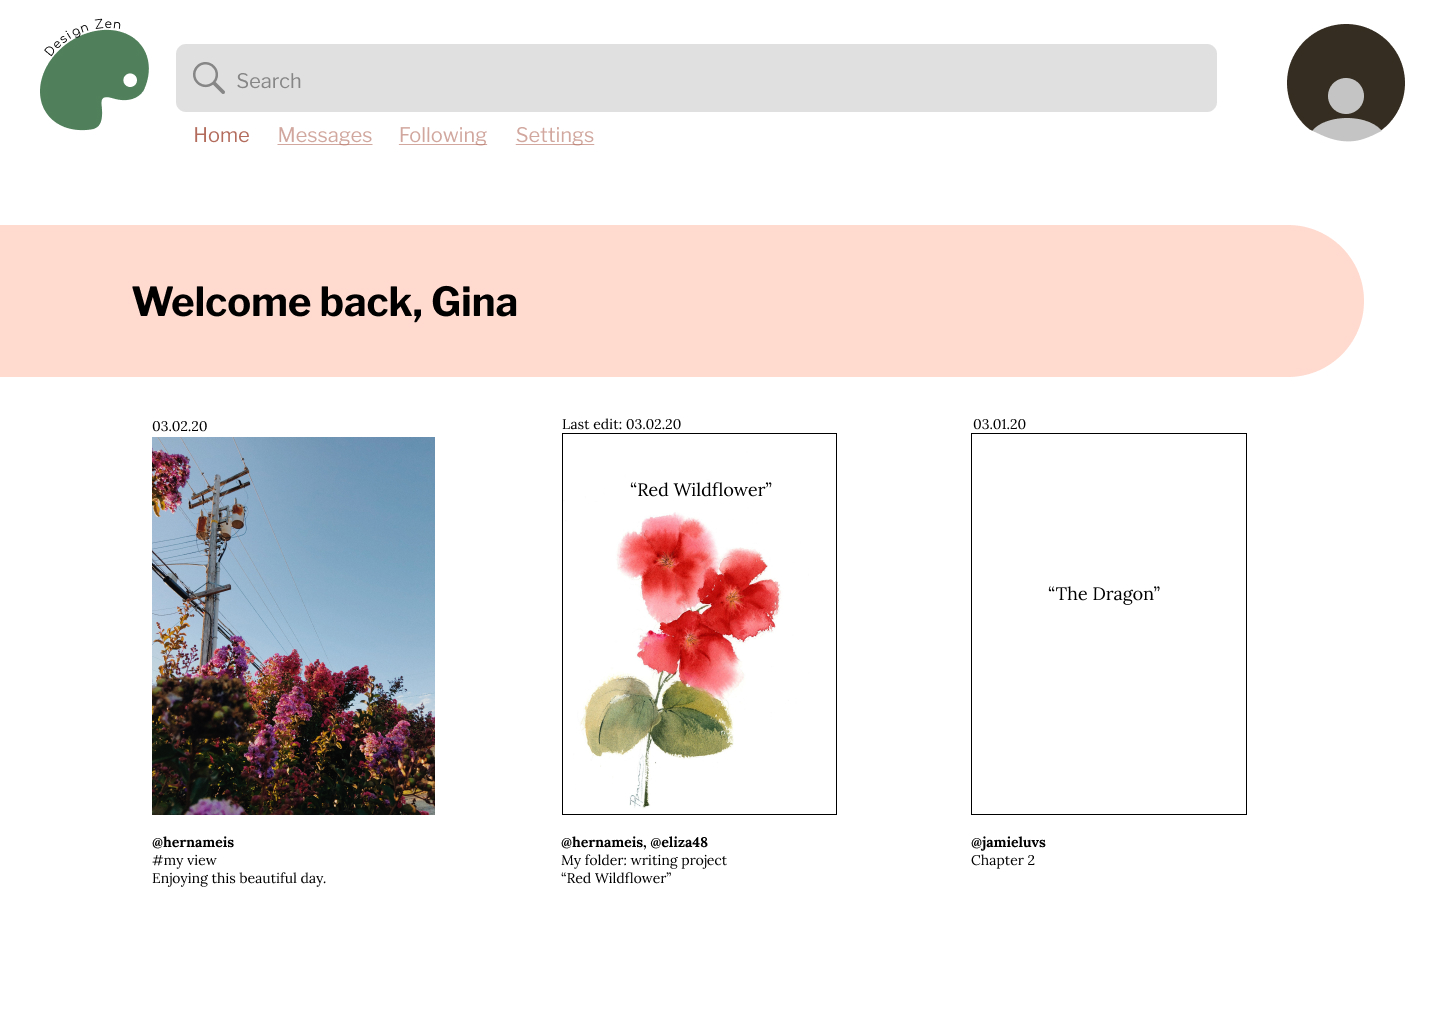 Design Zen
Search
Home Messages Following Settings
Welcome back, Gina
03.02.20
Last edit: 03.02.20
03.01.20
“Red Wildflower”
“The Dragon”
@hernameis
#my view
Enjoying this beautiful day.
@hernameis, @eliza48
My folder: writing project
“Red Wildflower”
@jamieluvs
Chapter 2